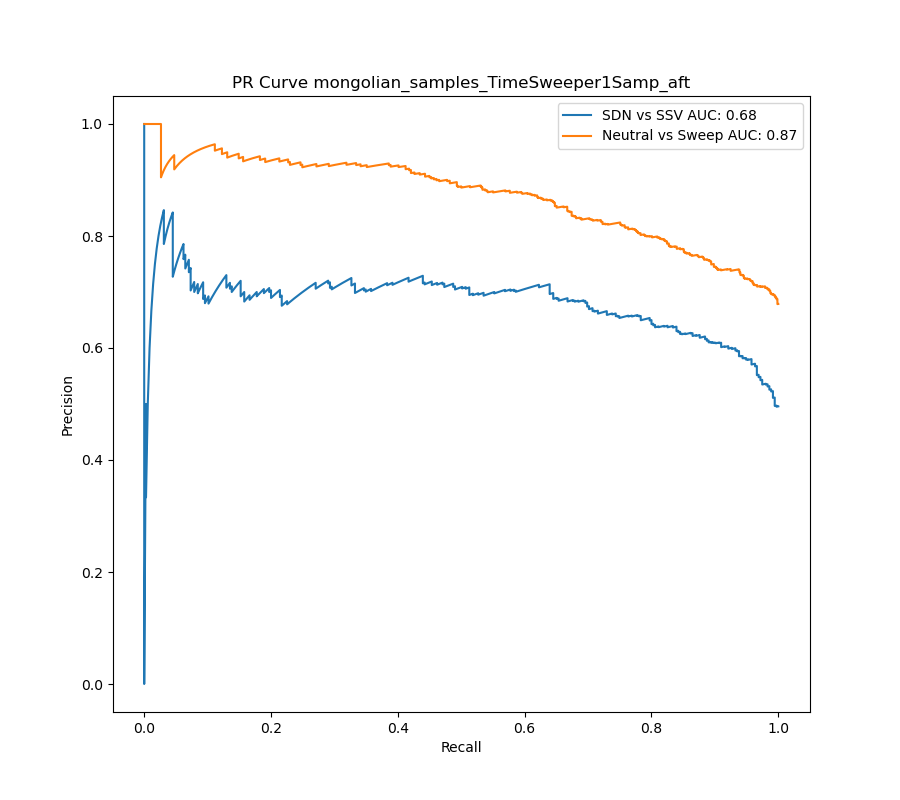 PR Curve mongolian_samples_TimeSweeper1Samp_aft
SDN vs SSV AUC: 0.68
Neutral vs Sweep AUC: 0.87
1.0
0.8
0.6
0.4
0.2
0.0
Precision
0.0 0.2 0.4 0.6 0.8 1.0
Recall